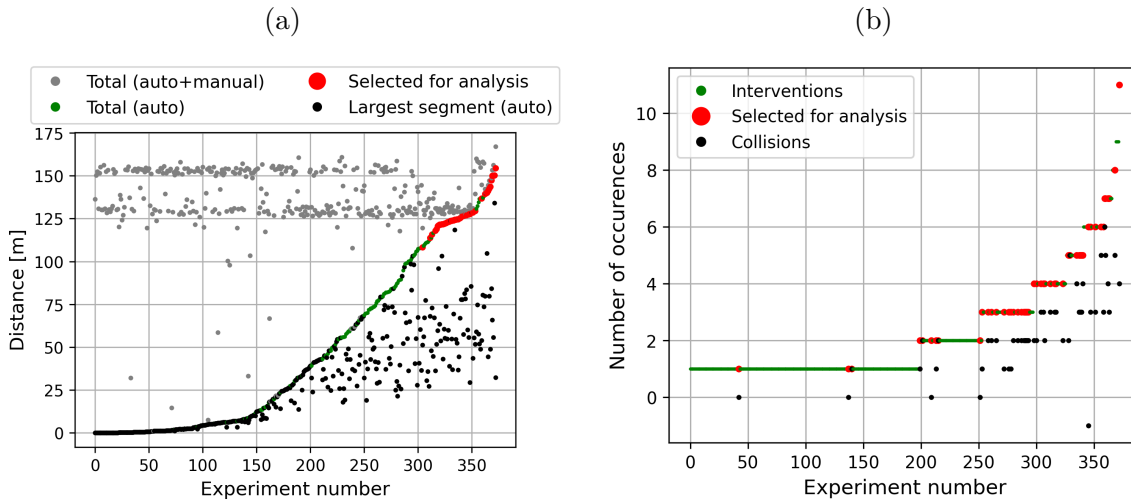 (a)
Total (auto+manual)
Total (auto)
Selected for analysis
Largest segment (auto)
175
150
125
100
75
50
25
0
Distance [m]
0 50 100 150 200 250 300 350
Experiment number
(b)
Interventions
Selected for analysis
Collisions
10
8
6
4
2
0
Number of occurences
0 50 100 150 200 250 300 350
Experiment number